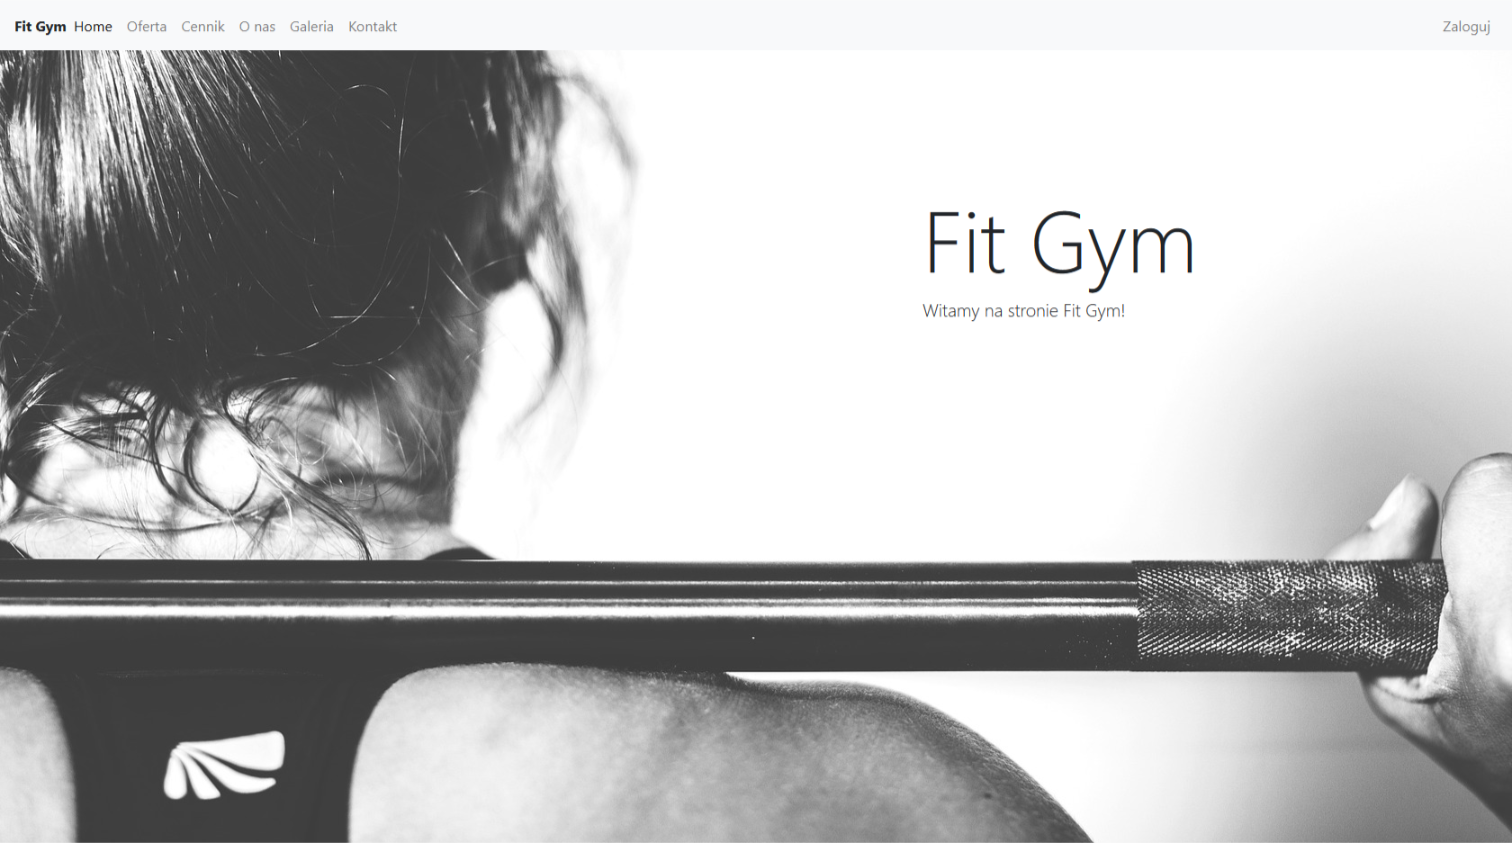 Fit Gym Home Oferta Cennik O nas Galeria Kontakt Zaloguj
Fit Gym
Witamy na stronie Fit Gym!